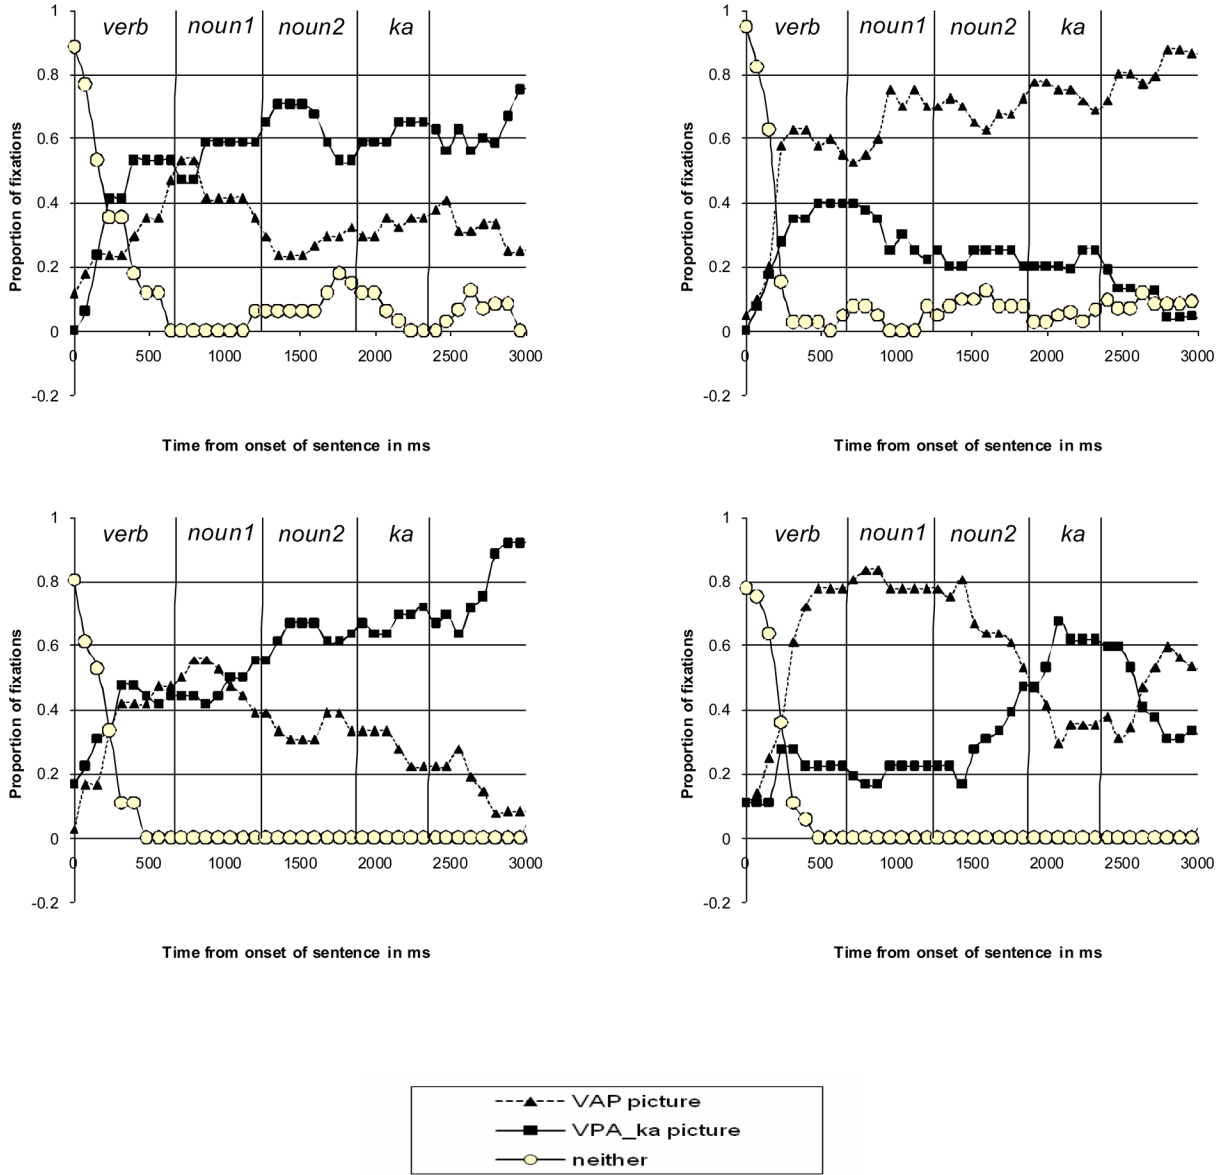 verb noun1 noun2 ka
1
0.8
0.6
0.4
0.2
0
-0.2
0 500 1000 1500 2000 2500 3000
Proportion of fixations
Time from onset of sentence in ms
verb noun1 noun2 ka
1
0.8
0.6
0.4
0.2
0
-0.2
0 500 1000 1500 2000 2500 3000
Proportion of fixations
Time from onset of sentence in ms
verb noun1 noun2 ka
1
0.8
0.6
0.4
0.2
0
-0.2
0 500 1000 1500 2000 2500 3000
Proportion of fixations
Time from onset of sentence in ms
verb noun1 noun2 ka
1
0.8
0.6
0.4
0.2
0
-0.2
0 500 1000 1500 2000 2500 3000
Proportion of fixations
Time from onset of sentence in ms
VAP picture
VPA_ka picture
neither